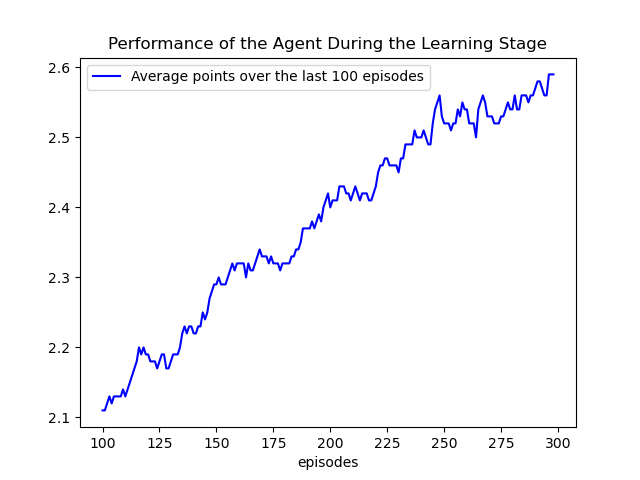 Performance of the Agent During the Learning Stage
Average points over the last 100 episodes
2.6
2.5
2.4
2.3
2.2
2.1
100 125 150 175 200 225 250 275 300
episodes